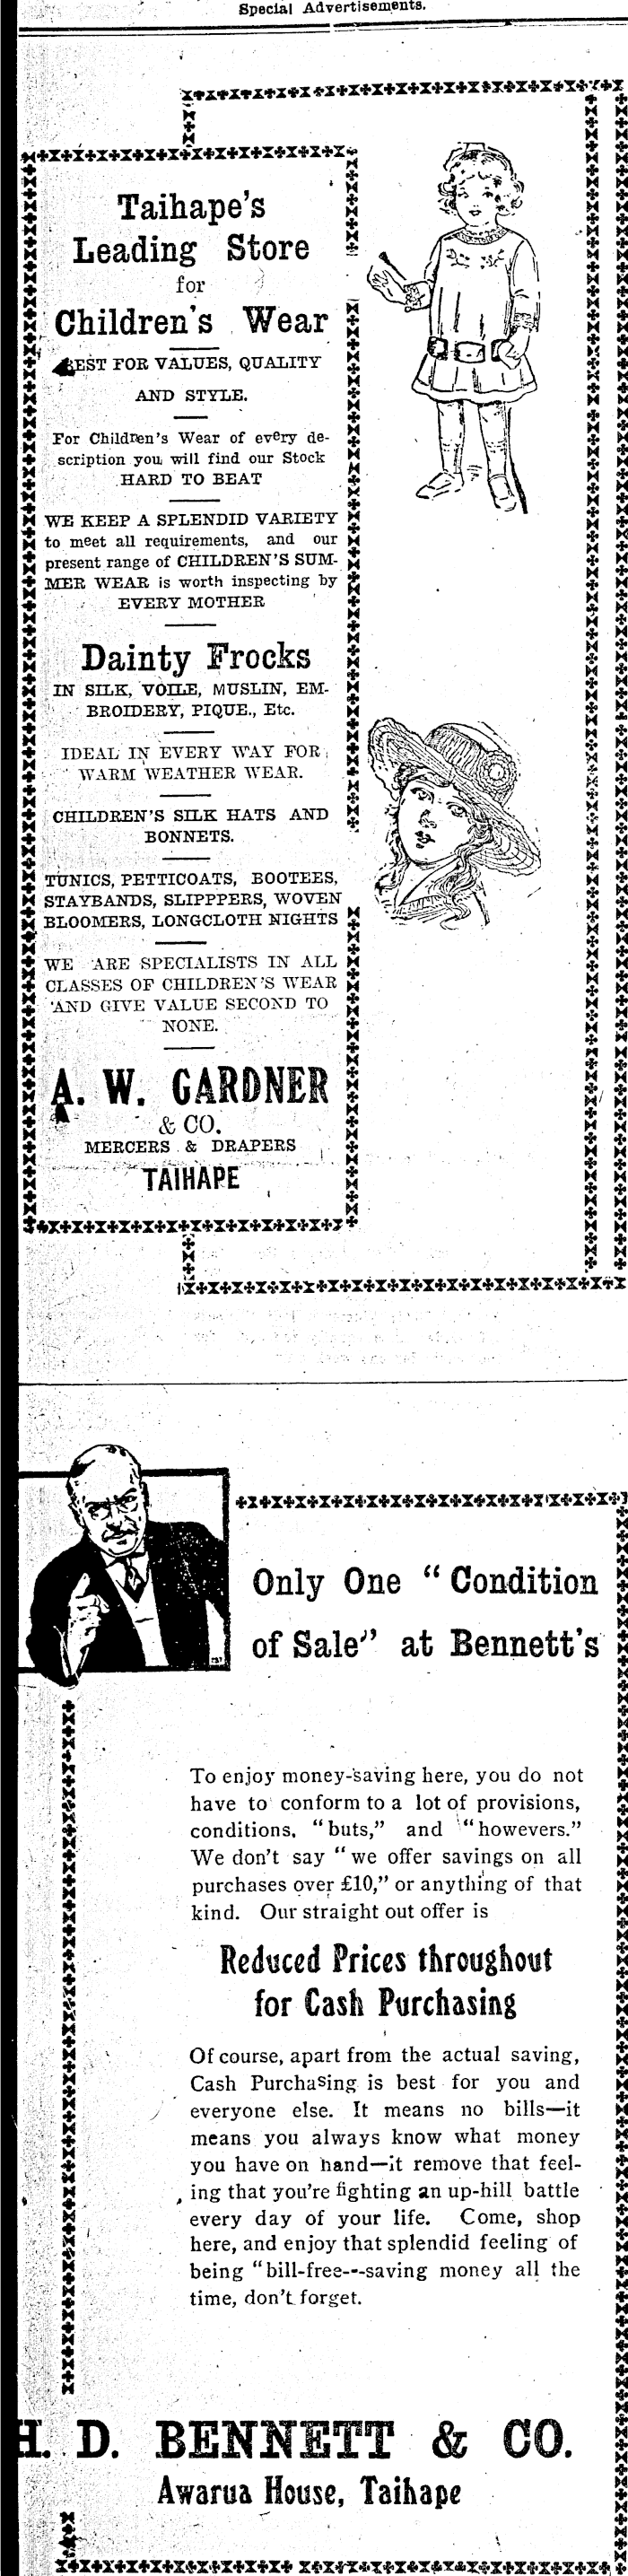 Special Advertisements.
Taihape's
Leading Store
for
Children's Wear
BEST FOR VALUES, QUALITY
AND STYLE.
For Children's Wear of every de-
scription you will find our Stock
HARD TO BEAT
WE KEEP A SPLENDID VARIETY
to meet all requirements, and our
present range of CHILDREN'S SUM-
MER WEAR is worth inspecting by
EVERY MOTHER
Dainty Frocks
IN SILK, VOILE, MUSLIN, EM-
BROIDERY, PIQUE., Etc.
IDEAL IN EVERY WAY FOR
WARM WEATHER WEAR.
CHILDREN'S SILK HATS AND
BONNETS.
TUNICS, PETTICOATS, BOOTEES,
STAYBANDS, SLIPPPERS, WOVEN
BLOOMERS, LONGCLOTH NIGHTS
WE ARE SPECIALISTS IN ALL
CLASSES OF CHILDREN'S WEAR
AND GIVE VALUE SECOND TO
NONE.
A. W. GARDNER
& CO.
MERCERS & DRAPERS
TAIHAPE
Only One "Condition
of Sale" at Bennett's
To enjoy money-saving here, you do not
have to conform to a lot of provisions,
conditions, "buts," and "howevers."
We don't say "we offer savings on all
purchases over £10," or anything of that
kind. Our straight out offer is
Reduced Prices throughout
for Cash Purchasing
Of course, apart from the actual saving,
Cash Purchasing is best for you and
everyone else. It means no bills—it
means you always know what money
you have on hand—it remove that feel-
ing that you're fighting an up-hill battle
every day of your life. Come, shop
here, and enjoy that splendid feeling of
being "bill-free---saving money all the
time, don't forget.
H. D. BENNETT & CO.
Awarua House, Taihape